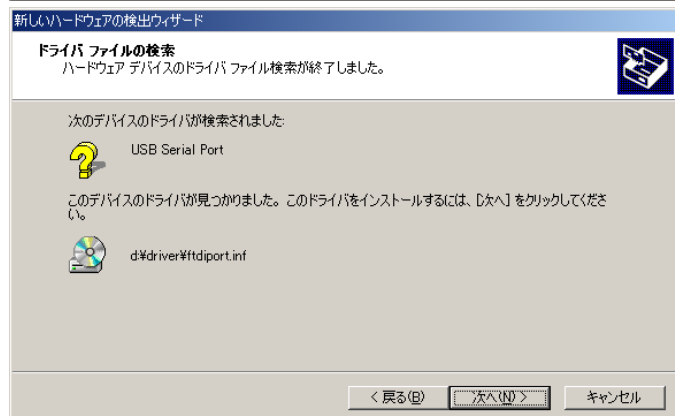 新しいハードウェアの検出ウィザード
ドライバ ファイルの検索
ハードウェア デバイスのドライバ ファイル検索が終了しました。
次のデバイスのドライバが検索されました:
USB Serial Port
このデバイスのドライバが見つかりました。このドライバをインストールするには、[次へ] をクリックしてくださ
い。
d:¥driver¥ftdiport.inf
< 戻る(B)
次へ(N) >
キャンセル